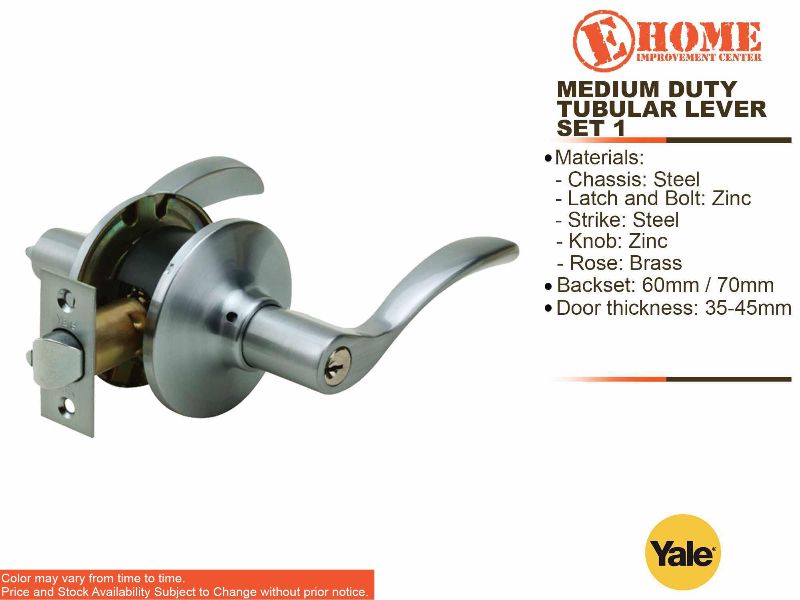 E HOME
IMPROVEMENT CENTER
MEDIUM DUTY
TUBULAR LEVER
SET 1
• Materials:
- Chassis: Steel
- Latch and Bolt: Zinc
- Strike: Steel
- Knob: Zinc
- Rose: Brass
• Backset: 60mm / 70mm
• Door thickness: 35-45mm
YES
Yale®
Color may vary from time to time.
Price and Stock Availability Subject to Change without prior notice.